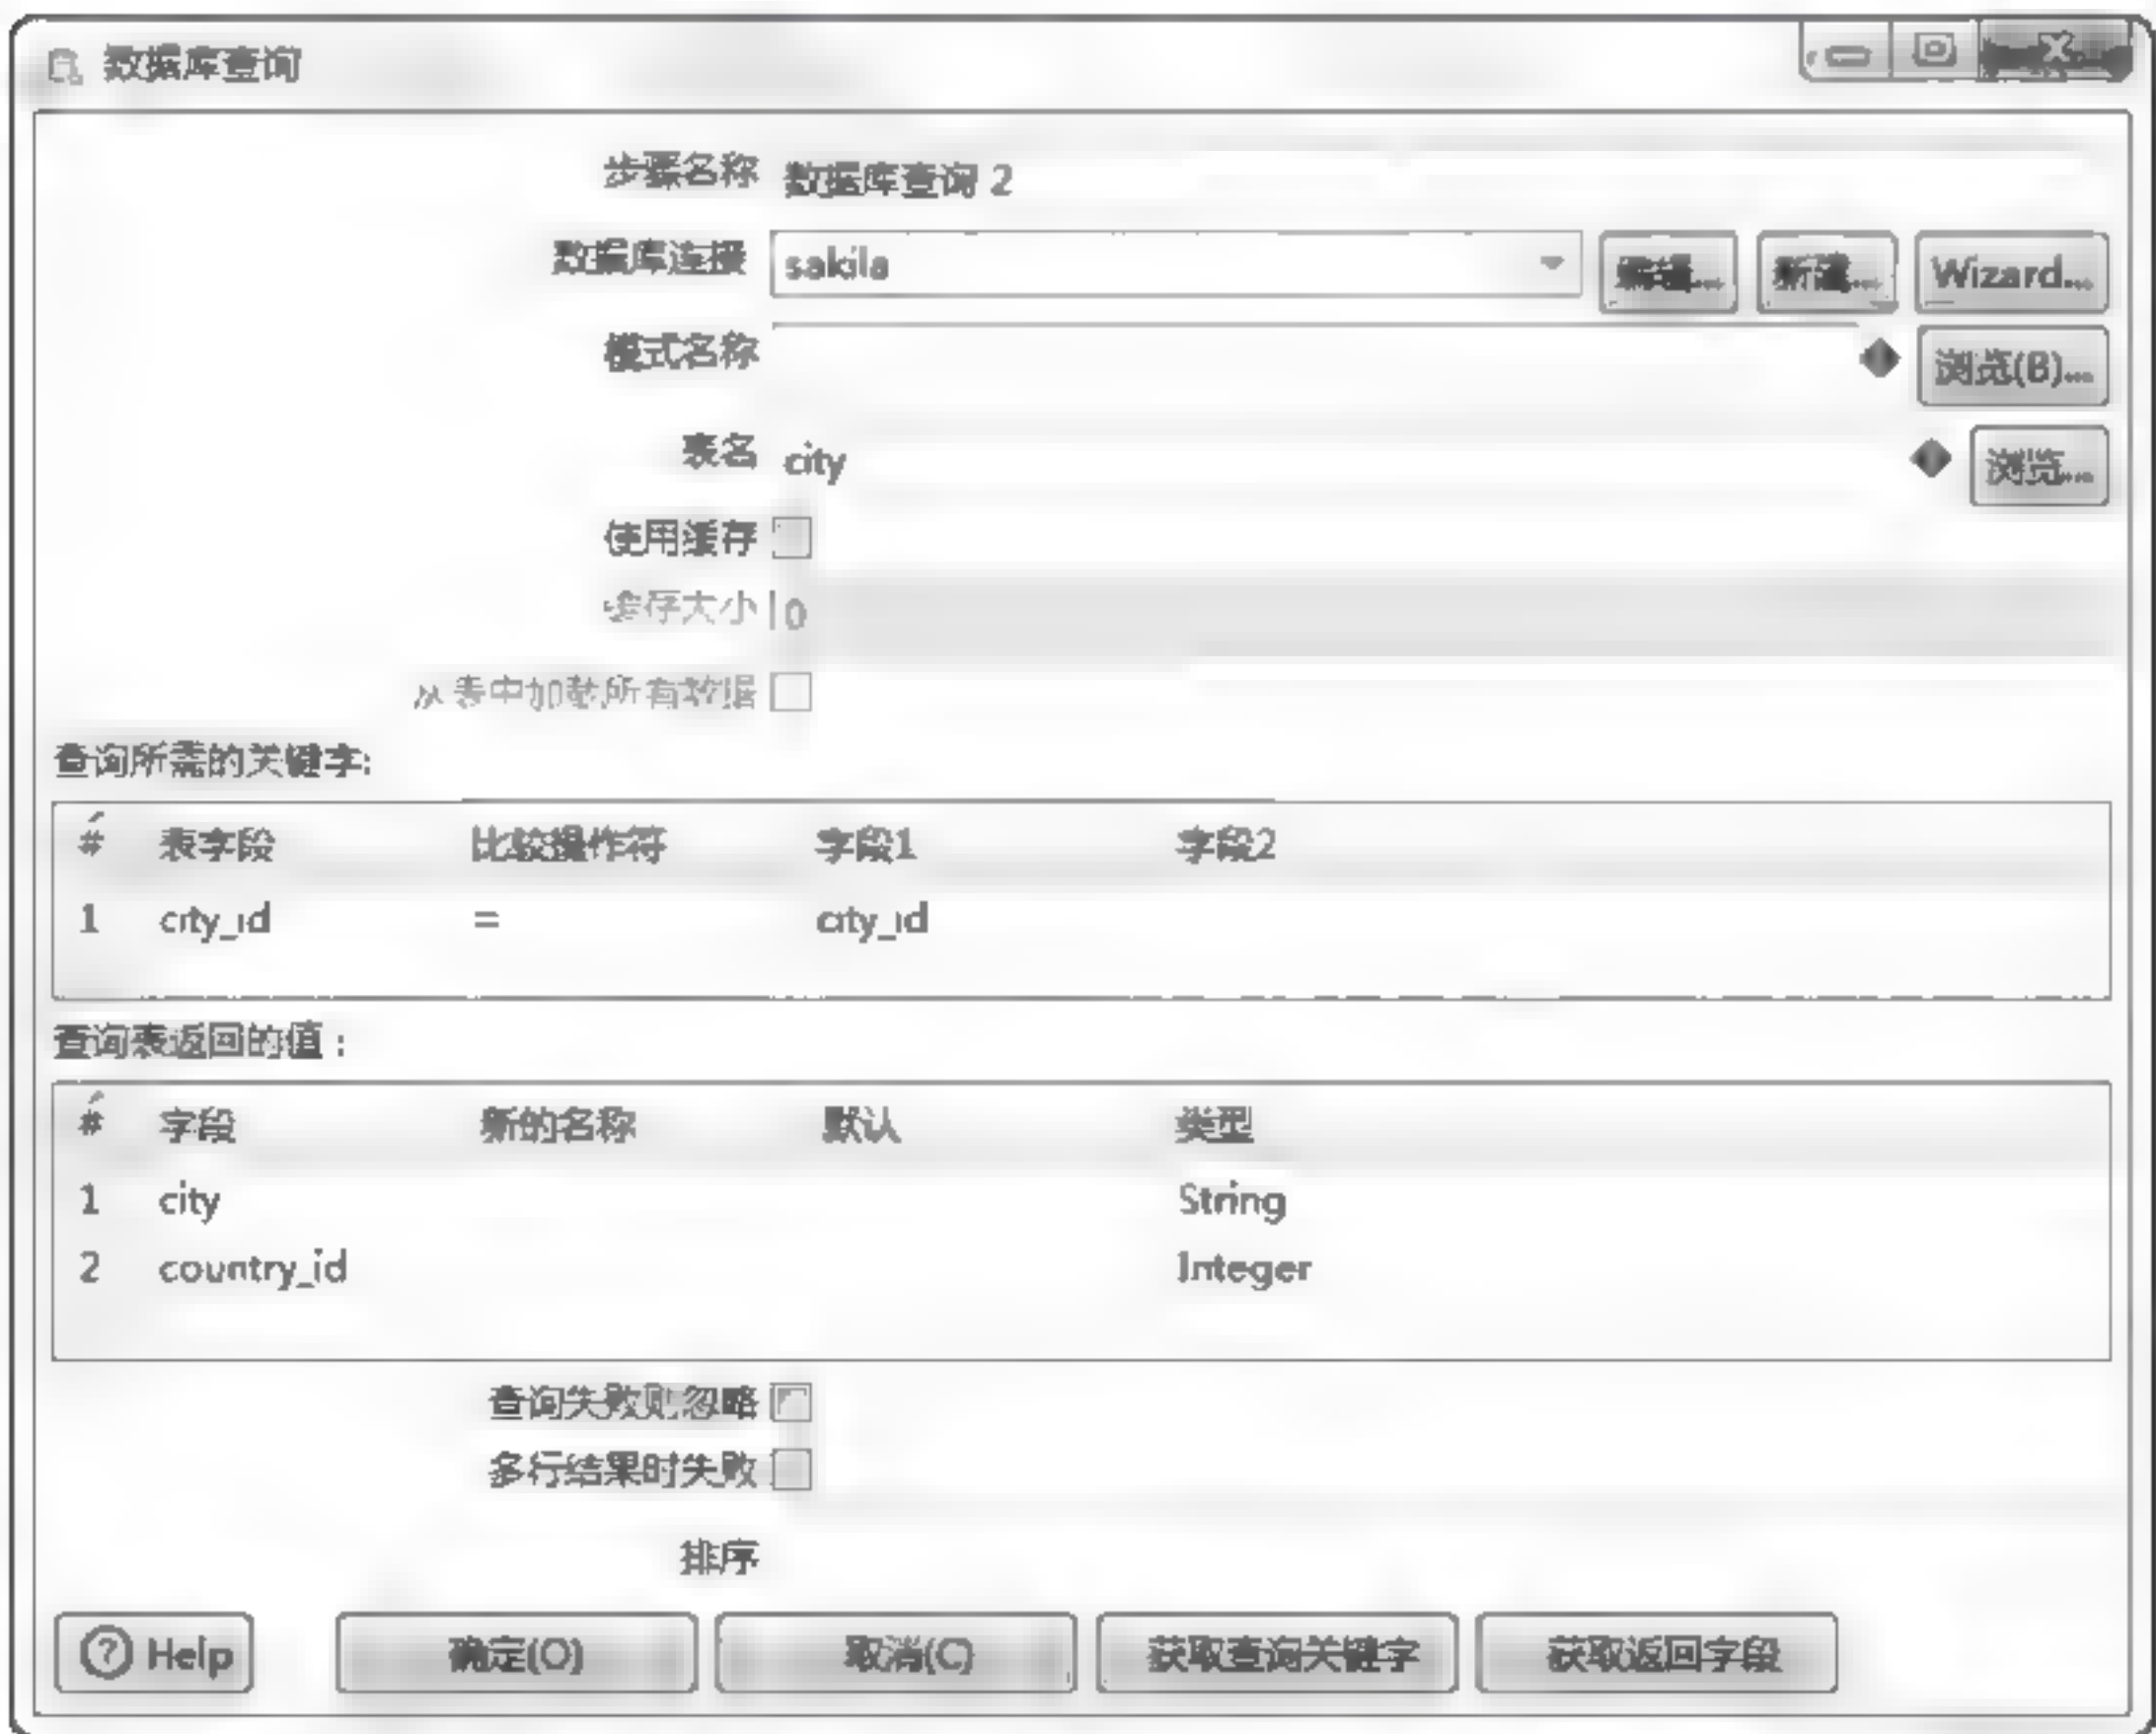 数据库查询
步骤名称 数据库查询 2
数据库连接 sakila 编辑... 新建... Wizard...
模式名称 浏览(B)...
表名 city 浏览...
使用缓存
缓存大小 0
从表中加载所有数据
查询所需的关键字:
# 表字段 比较操作符 字段1 字段2
1 city_id = city_id
查询表返回的值:
# 字段 新的名称 默认 类型
1 city String
2 country_id Integer
查询失败则忽略
多行结果时失败
排序
Help 确定(O) 取消(C) 获取查询关键字 获取返回字段